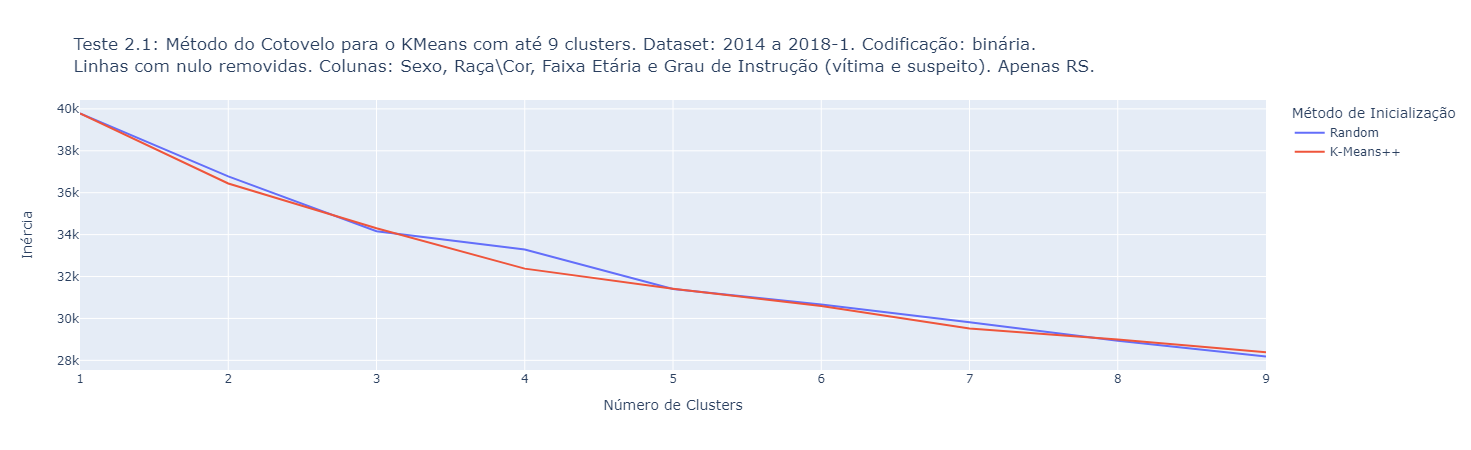 Teste 2.1: Método do Cotovelo para o KMeans com até 9 clusters. Dataset: 2014 a 2018-1. Codificação: binária.
Linhas com nulo removidas. Colunas: Sexo, Raça\Cor, Faixa Etária e Grau de Instrução (vítima e suspeito). Apenas RS.
Método de Inicialização
Random
K-Means++
Inércia
40k
38k
36k
34k
32k
30k
28k
1 2 3 4 5 6 7 8 9
Número de Clusters